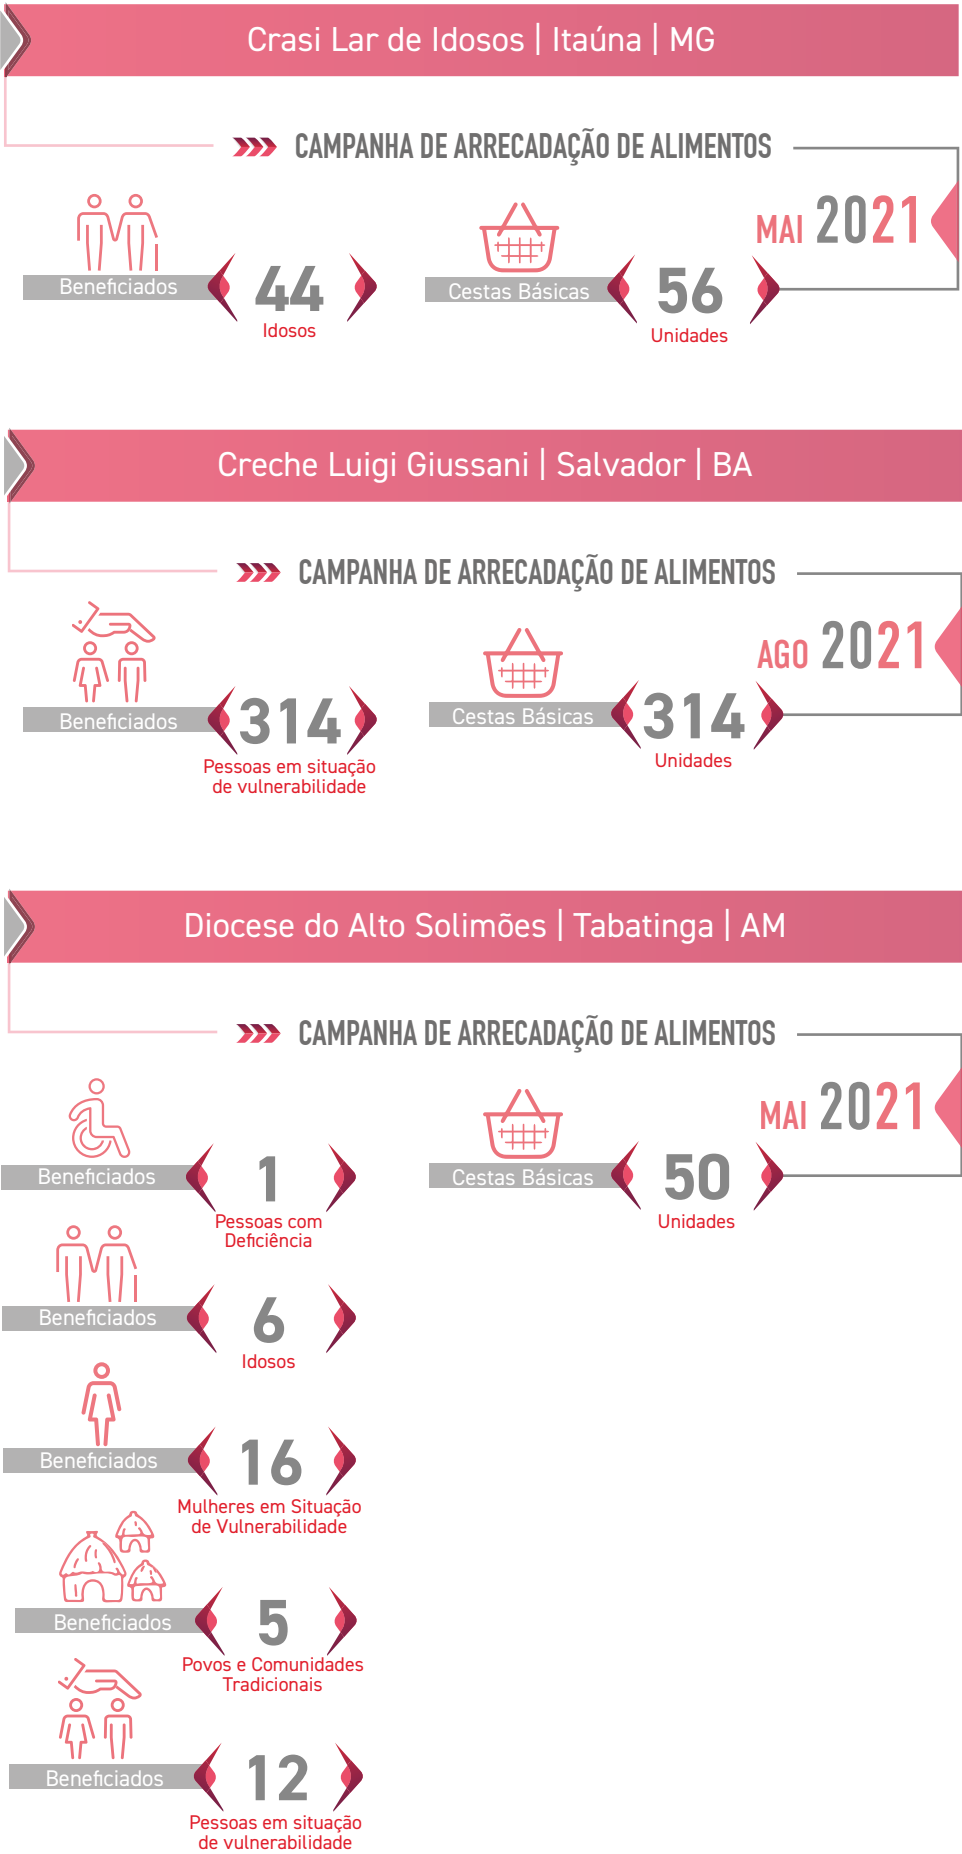 Crasi Lar de Idosos | Itaúna | MG
CAMPANHA DE ARRECADAÇÃO DE ALIMENTOS
MAI 2021
Beneficiados
44
Idosos
Cestas Básicas
56
Unidades
Creche Luigi Giussani | Salvador | BA
CAMPANHA DE ARRECADAÇÃO DE ALIMENTOS
AGO 2021
Beneficiados
314
Pessoas em situação
de vulnerabilidade
Cestas Básicas
314
Unidades
Diocese do Alto Solimões | Tabatinga | AM
CAMPANHA DE ARRECADAÇÃO DE ALIMENTOS
MAI 2021
Beneficiados
1
Pessoas com
Deficiência
Cestas Básicas
50
Unidades
Beneficiados
6
Idosos
Beneficiados
16
Mulheres em Situação
de Vulnerabilidade
Beneficiados
5
Povos e Comunidades
Tradicionais
Beneficiados
12
Pessoas em situação
de vulnerabilidade